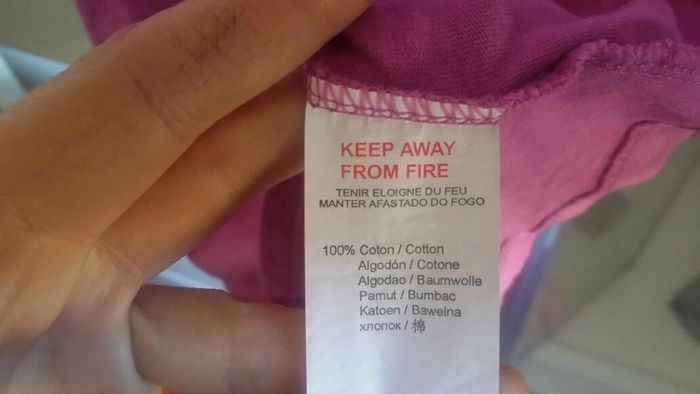 KEEP AWAY
FROM FIRE
TENIR ELOIGNE DU FEU
MANTER AFASTADO DO FOGO
100% Coton / Cotton
Algodón / Cotone
Algodao / Baumwolle
Pamut / Bumbac
Katoen / Bawelna
хлопок / 棉